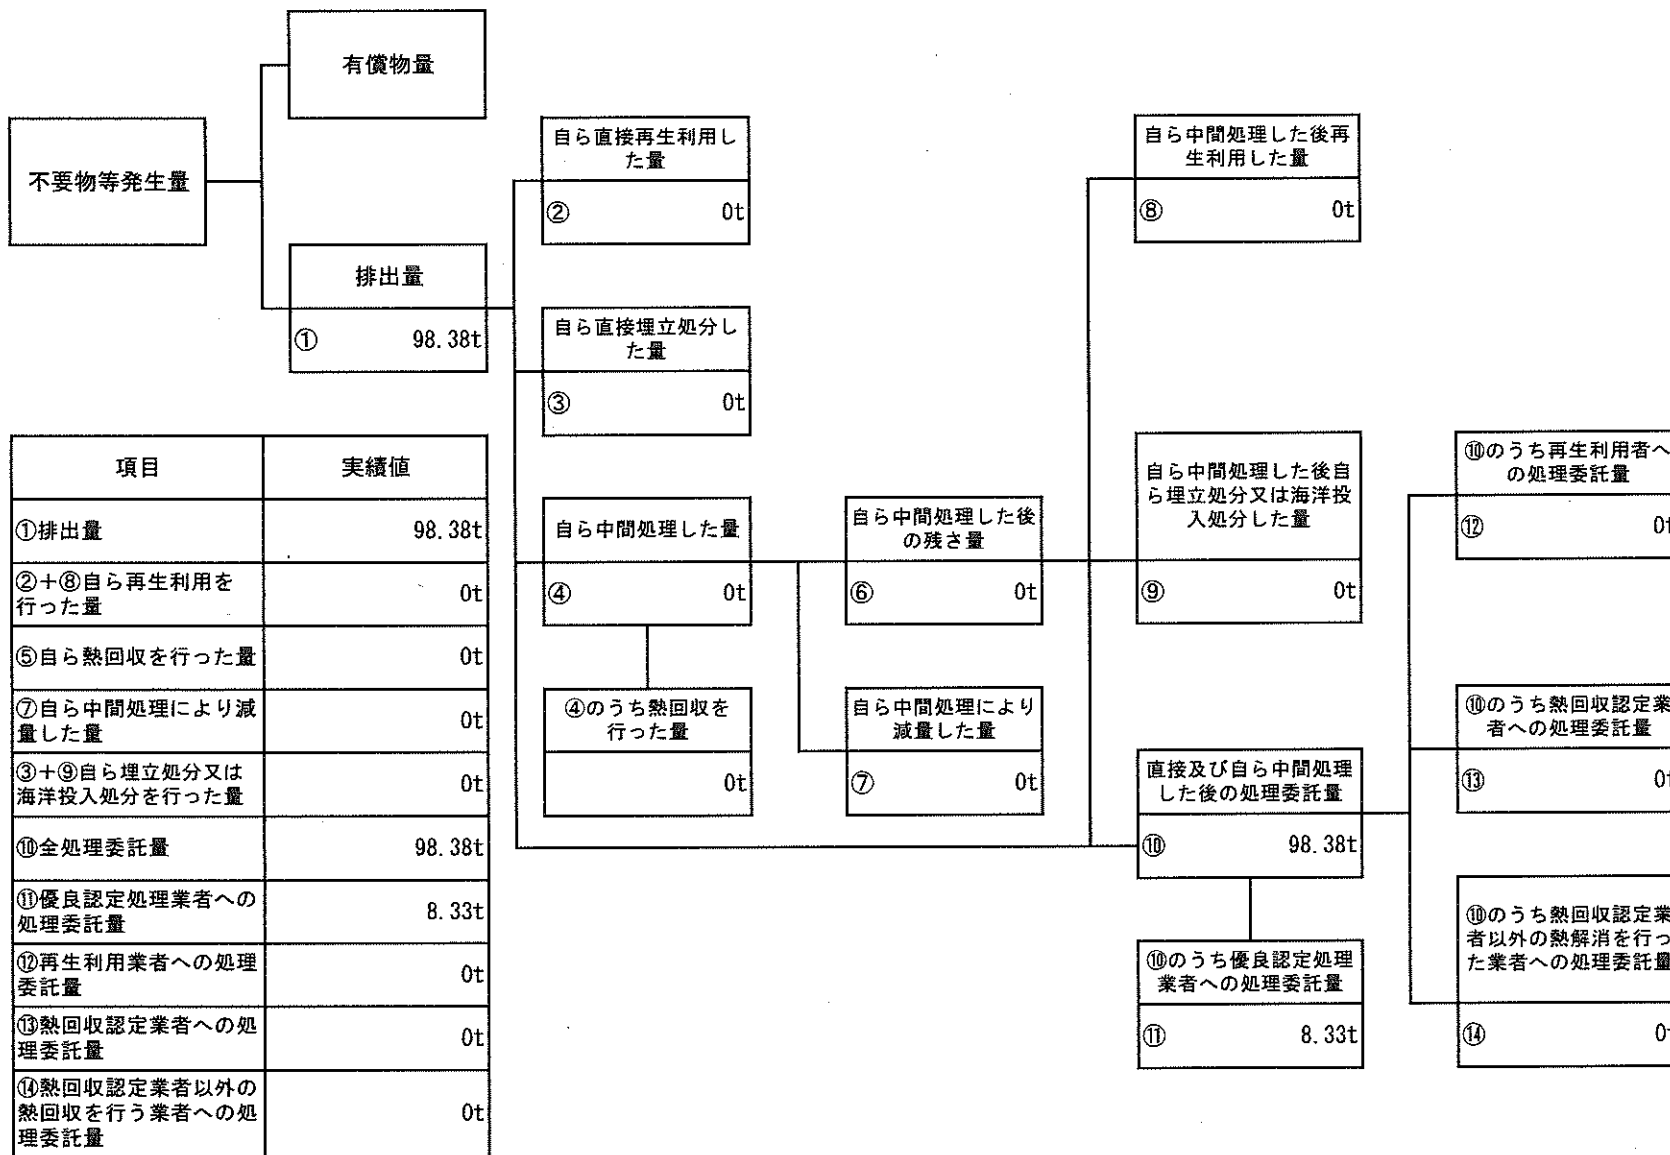 有償物量
不要物等発生量
排出量
① 98.38t
自ら直接再生利用し
た量
② 0t
自ら直接埋立処分し
た量
③ 0t
自ら中間処理した量
④ 0t
④のうち熱回収を
行った量
0t
自ら中間処理した後
の残さ量
⑥ 0t
自ら中間処理により
減量した量
⑦ 0t
自ら中間処理した後再
生利用した量
⑧ 0t
自ら中間処理した後自
ら埋立処分又は海洋投
入処分した量
⑨ 0t
直接及び自ら中間処理
した後の処理委託量
⑩ 98.38t
⑩のうち優良認定処理
業者への処理委託量
⑪ 8.33t
⑩のうち再生利用者へ
の処理委託量
⑫ 0t
⑩のうち熱回収認定業
者への処理委託量
⑬ 0t
⑩のうち熱回収認定業
者以外の熱解消を行っ
た業者への処理委託量
⑭ 0t
項目 実績値
①排出量 98.38t
②+⑧自ら再生利用を
行った量 0t
⑤自ら熱回収を行った量 0t
⑦自ら中間処理により減
量した量 0t
③+⑨自ら埋立処分又は
海洋投入処分を行った量 0t
⑩全処理委託量 98.38t
⑪優良認定処理業者への
処理委託量 8.33t
⑫再生利用業者への処理
委託量 0t
⑬熱回収認定業者への処
理委託量 0t
⑭熱回収認定業者以外の
熱回収を行う業者への処
理委託量 0t